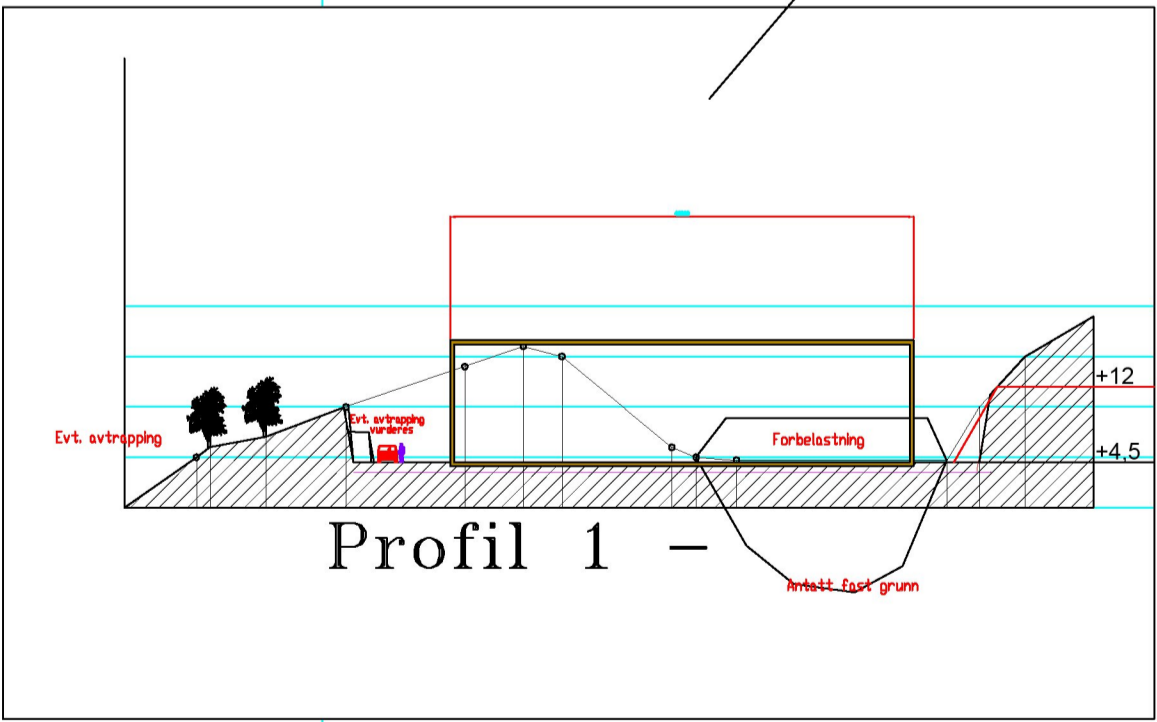 +12
Evt. avtrapping
vurderes
Evt. avtrapping
Forbelastning
+4,5
Profil 1 -
Antatt fast grunn